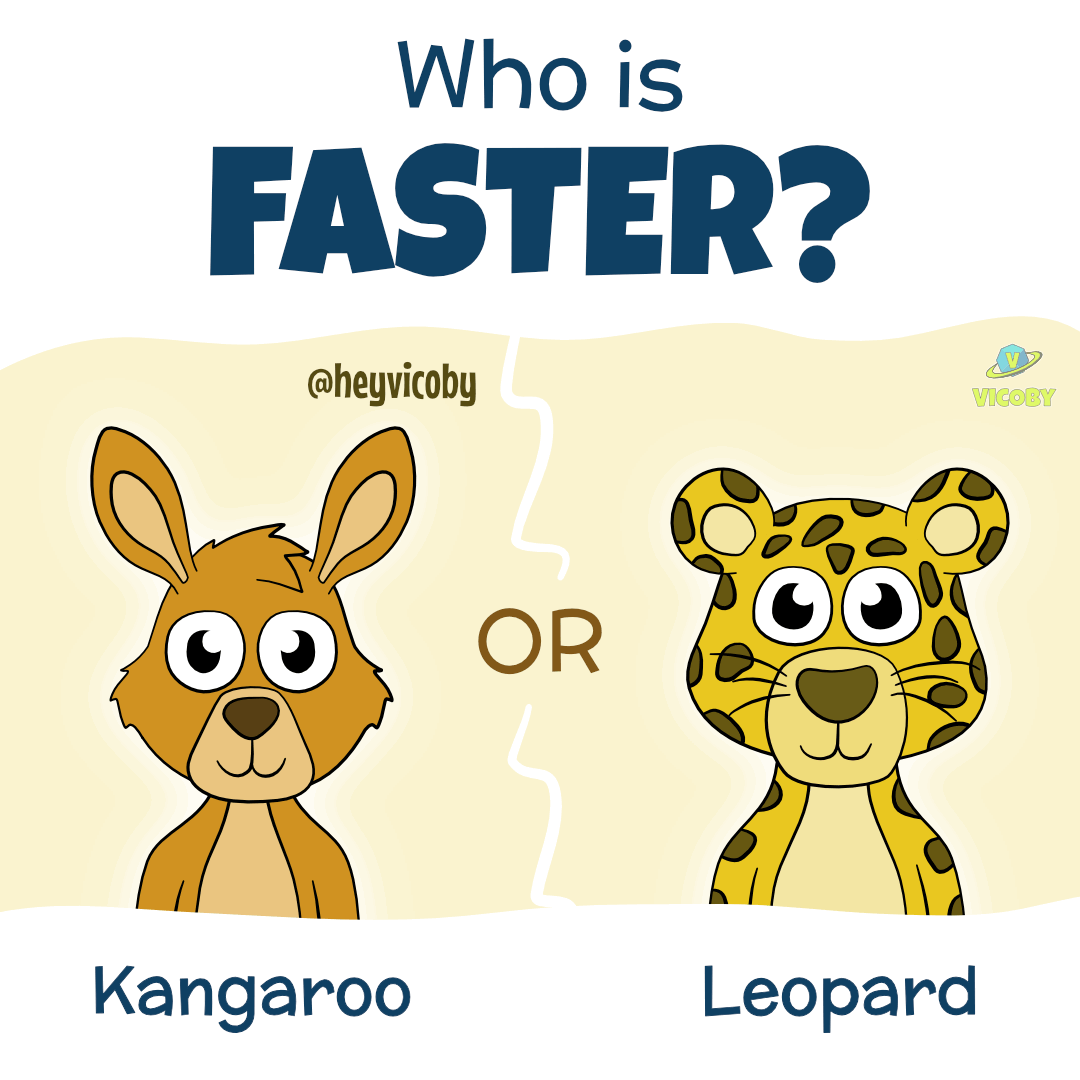 Who is
FASTER?
@heyvicoby
V
VICOBY
OR
Kangaroo
Leopard